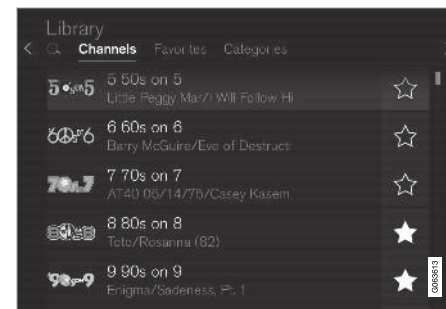 Library
Channels Favorites Categories
5 50s on 5
Little Peggy Mar/I Will Follow Hi
6 60s on 6
Barry McGuire/Eve of Destruct
7 70s on 7
AT40 06/14/75/Casey Kasem
8 80s on 8
Toto/Rosanna (82)
9 90s on 9
Enigma/Sadeness, Pt. 1
G063613